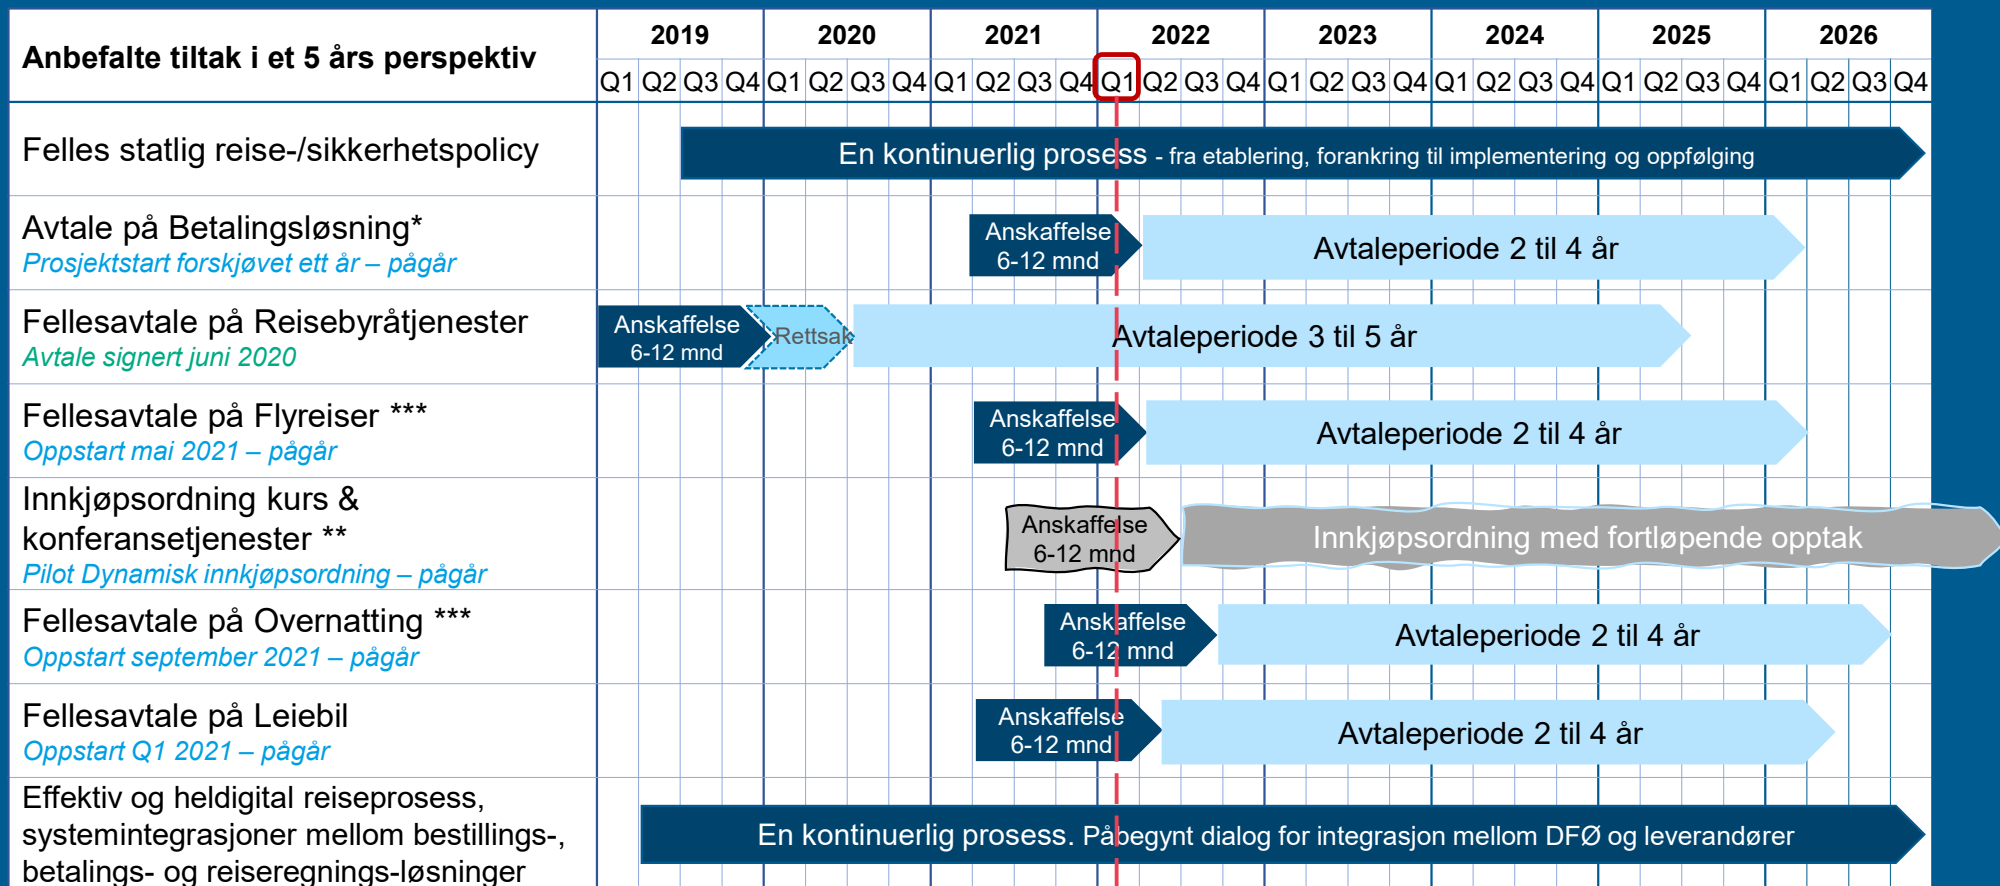 Anbefalte tiltak i et 5 års perspektiv
2019 2020 2021 2022 2023 2024 2025 2026
Q1 Q2 Q3 Q4 Q1 Q2 Q3 Q4 Q1 Q2 Q3 Q4 Q1 Q2 Q3 Q4 Q1 Q2 Q3 Q4 Q1 Q2 Q3 Q4 Q1 Q2 Q3 Q4 Q1 Q2 Q3 Q4
Felles statlig reise-/sikkerhetspolicy
En kontinuerlig prosess - fra etablering, forankring til implementering og oppfølging
Avtale på Betalingsløsning*
Prosjektstart forskjøvet ett år – pågår
Anskaffelse
6-12 mnd
Avtaleperiode 2 til 4 år
Fellesavtale på Reisebyråtjenester
Avtale signert juni 2020
Anskaffelse
6-12 mnd
Rettsak
Avtaleperiode 3 til 5 år
Fellesavtale på Flyreiser ***
Oppstart mai 2021 – pågår
Anskaffelse
6-12 mnd
Avtaleperiode 2 til 4 år
Innkjøpsordning kurs &
konferansetjenester **
Pilot Dynamisk innkjøpsordning – pågår
Anskaffelse
6-12 mnd
Innkjøpsordning med fortløpende opptak
Fellesavtale på Overnatting ***
Oppstart september 2021 – pågår
Anskaffelse
6-12 mnd
Avtaleperiode 2 til 4 år
Fellesavtale på Leiebil
Oppstart Q1 2021 – pågår
Anskaffelse
6-12 mnd
Avtaleperiode 2 til 4 år
Effektiv og heldigital reiseprosess,
systemintegrasjoner mellom bestillings-,
betalings- og reiseregnings-løsninger
En kontinuerlig prosess. Påbegynt dialog for integrasjon mellom DFØ og leverandører